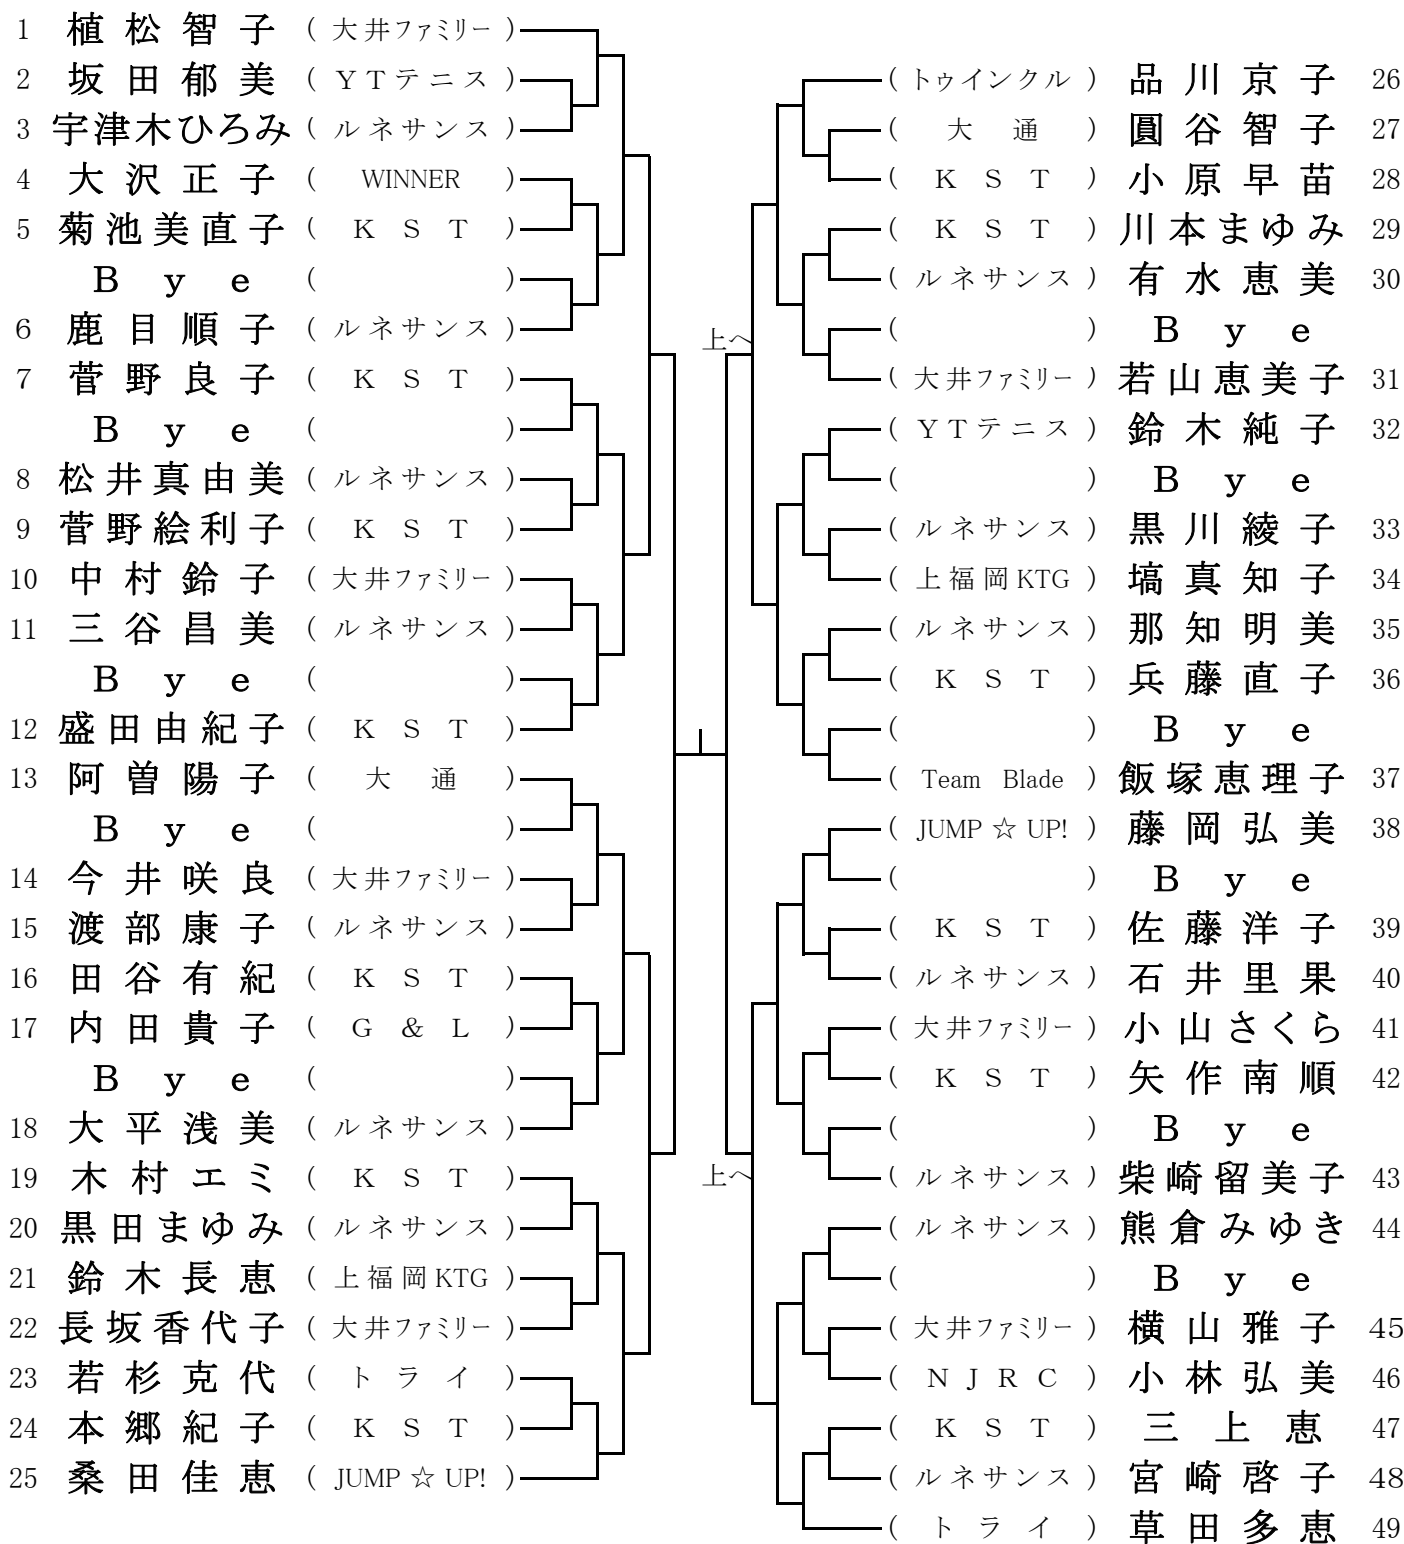 1 植松智子 (大井ファミリー)
2 坂田郁美 (YTテニス)
3 宇津木ひろみ (ルネサンス)
4 大沢正子 (WINNER)
5 菊池美直子 (KST)
Bye ( )
6 鹿目順子 (ルネサンス)
7 菅野良子 (KST)
Bye ( )
8 松井真由美 (ルネサンス)
9 菅野絵利子 (KST)
10 中村鈴子 (大井ファミリー)
11 三谷昌美 (ルネサンス)
Bye ( )
12 盛田由紀子 (KST)
13 阿曽陽子 (大通)
Bye ( )
14 今井咲良 (大井ファミリー)
15 渡部康子 (ルネサンス)
16 田谷有紀 (KST)
17 内田貴子 (G&L)
Bye ( )
18 大平浅美 (ルネサンス)
19 木村エミ (KST)
20 黒田まゆみ (ルネサンス)
21 鈴木長恵 (上福岡KTG)
22 長坂香代子 (大井ファミリー)
23 若杉克代 (トライ)
24 本郷紀子 (KST)
25 桑田佳恵 (JUMP☆UP!)
上へ
上へ
(トゥインクル) 品川京子 26
(大通) 圓谷智子 27
(KST) 小原早苗 28
(KST) 川本まゆみ 29
(ルネサンス) 有水恵美 30
( ) Bye
(大井ファミリー) 若山恵美子 31
(YTテニス) 鈴木純子 32
( ) Bye
(ルネサンス) 黒川綾子 33
(上福岡KTG) 塙真知子 34
(ルネサンス) 那知明美 35
(KST) 兵藤直子 36
( ) Bye
(Team Blade) 飯塚恵理子 37
(JUMP☆UP!) 藤岡弘美 38
( ) Bye
(KST) 佐藤洋子 39
(ルネサンス) 石井里果 40
(大井ファミリー) 小山さくら 41
(KST) 矢作南順 42
( ) Bye
(ルネサンス) 柴崎留美子 43
(ルネサンス) 熊倉みゆき 44
( ) Bye
(大井ファミリー) 横山雅子 45
(NJRC) 小林弘美 46
(KST) 三上恵 47
(ルネサンス) 宮崎啓子 48
(トライ) 草田多恵 49